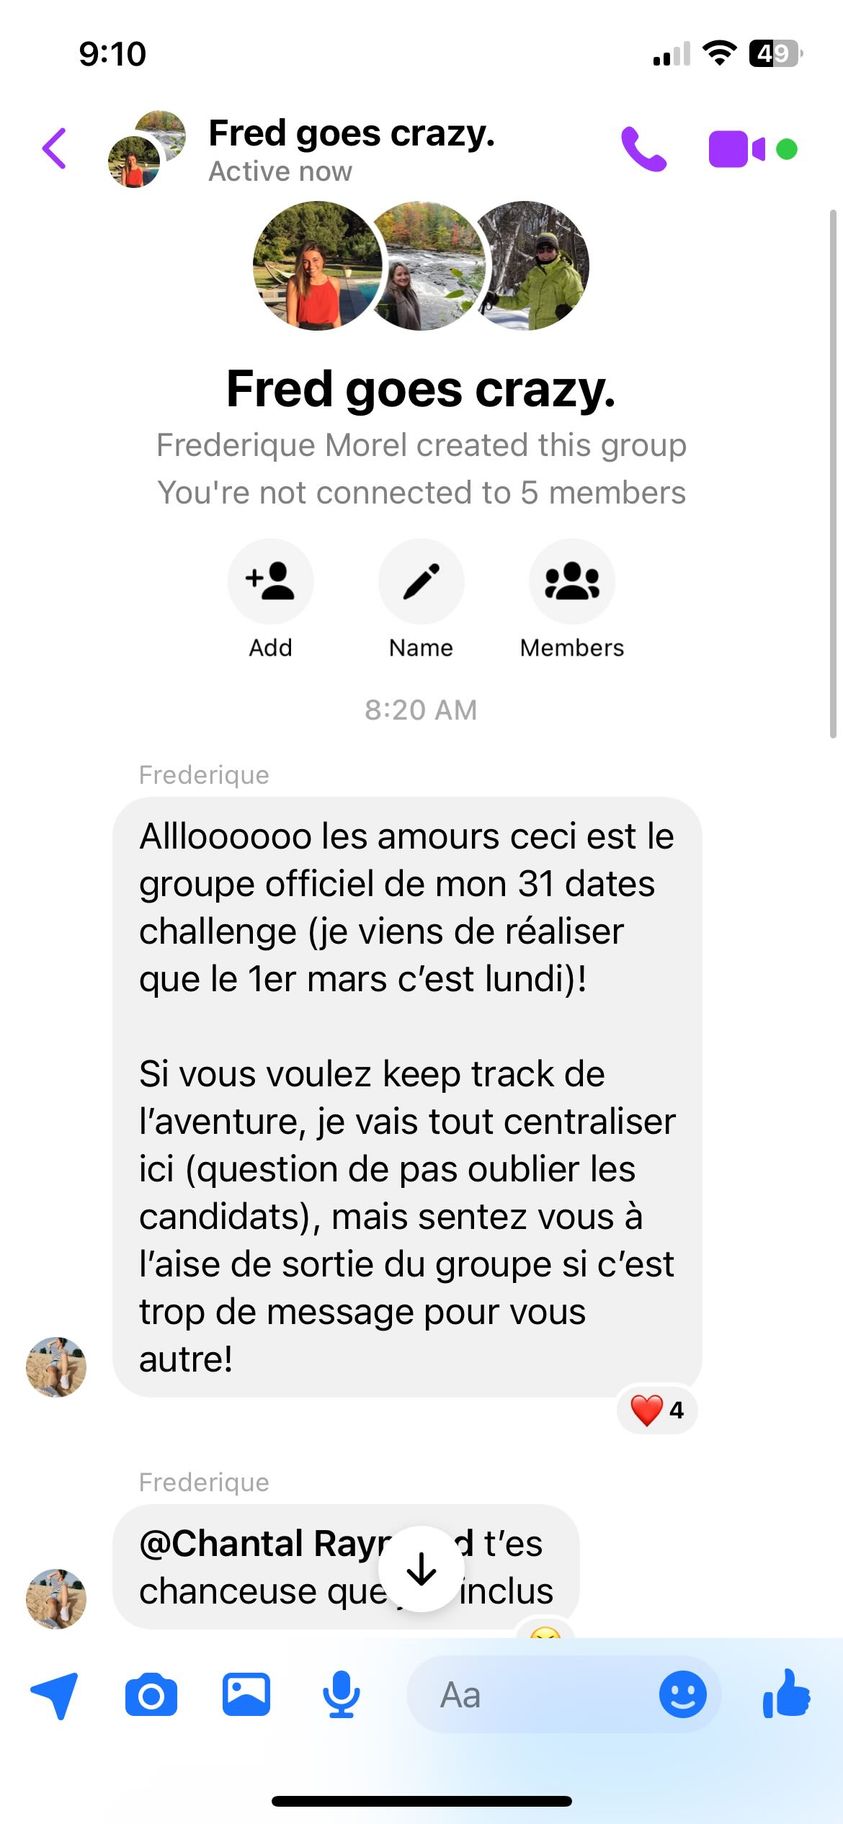 9:10
49
Fred goes crazy.
Active now
Fred goes crazy.
Frederique Morel created this group
You're not connected to 5 members
Add
Name
Members
8:20 AM
Frederique
Allloooooo les amours ceci est le
groupe officiel de mon 31 dates
challenge (je viens de réaliser
que le 1er mars c’est lundi)!
Si vous voulez keep track de
l’aventure, je vais tout centraliser
ici (question de pas oublier les
candidats), mais sentez vous à
l’aise de sortie du groupe si c’est
trop de message pour vous
autre!
4
Frederique
@Chantal t’es
chanceuse que inclus
Aa